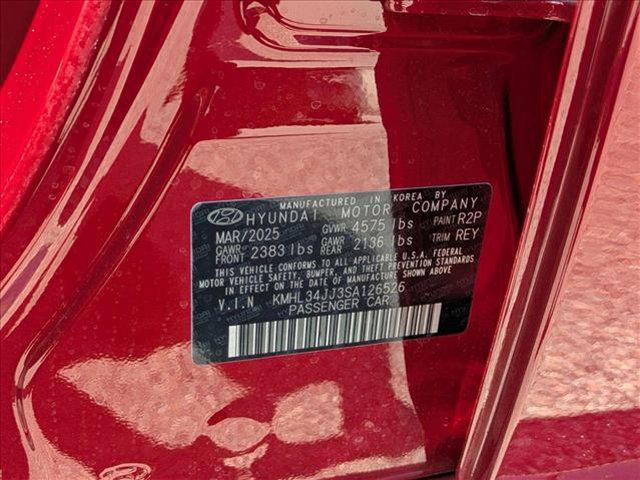 MANUFACTURED IN KOREA BY
HYUNDAI MOTOR COMPANY
MAR/2025 GVWR 4575 lbs PAINT R2P
GAWR FRONT 2383 lbs GAWR REAR 2136 lbs TRIM REY
THIS VEHICLE CONFORMS TO ALL APPLICABLE U.S.A. FEDERAL
MOTOR VEHICLE SAFETY, BUMPER, AND THEFT PREVENTION STANDARDS
IN EFFECT ON THE DATE OF MANUFACTURE SHOWN ABOVE
V.I.N KMHL34JJ3SA126526
PASSENGER CAR